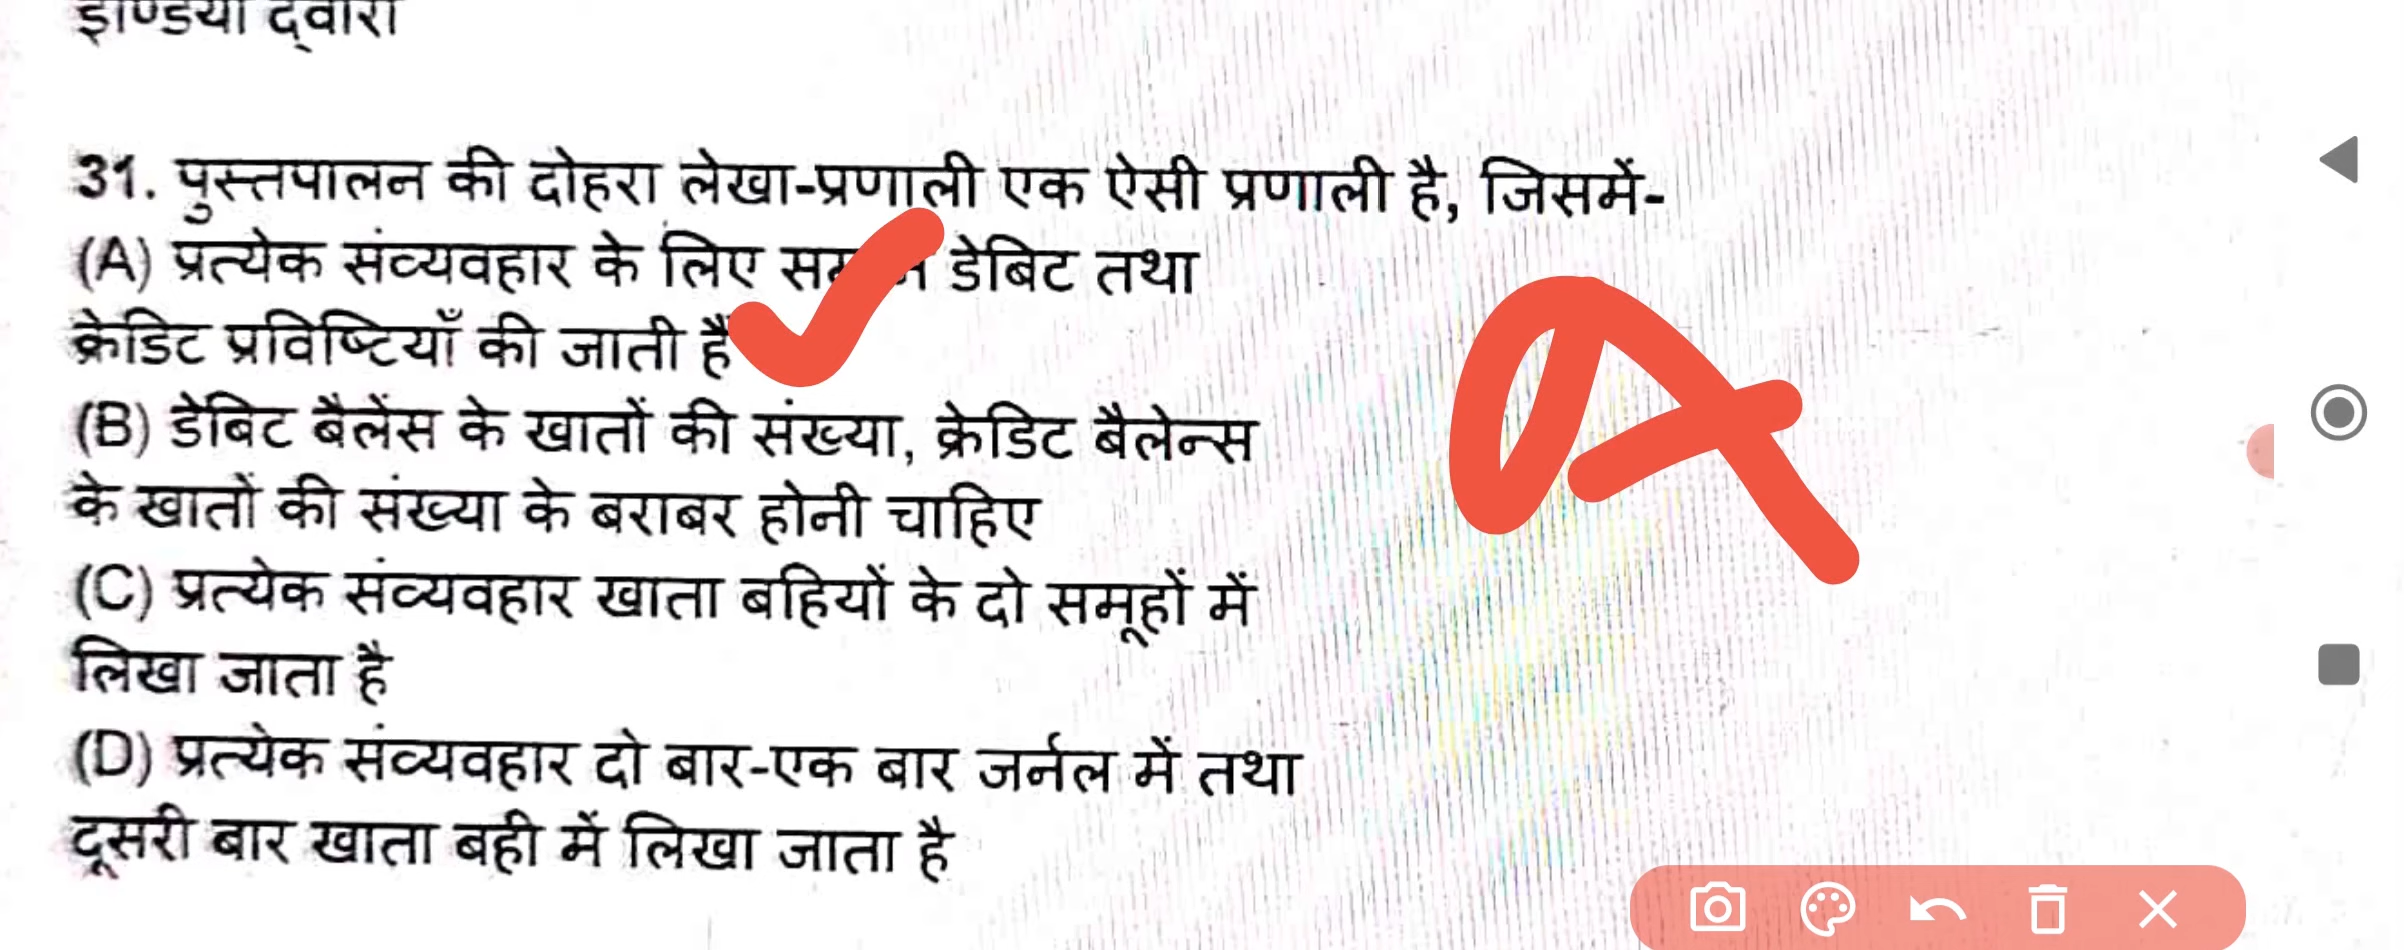 इण्डिया द्वारा
31. पुस्तपालन की दोहरा लेखा-प्रणाली एक ऐसी प्रणाली है, जिसमें-
(A) प्रत्येक संव्यवहार के लिए डेबिट तथा
क्रेडिट प्रविष्टियाँ की जाती हैं
(B) डेबिट बैलेंस के खातों की संख्या, क्रेडिट बैलेन्स
के खातों की संख्या के बराबर होनी चाहिए
(C) प्रत्येक संव्यवहार खाता बहियों के दो समूहों में
लिखा जाता है
(D) प्रत्येक संव्यवहार दो बार-एक बार जर्नल में तथा
दूसरी बार खाता बही में लिखा जाता है
A